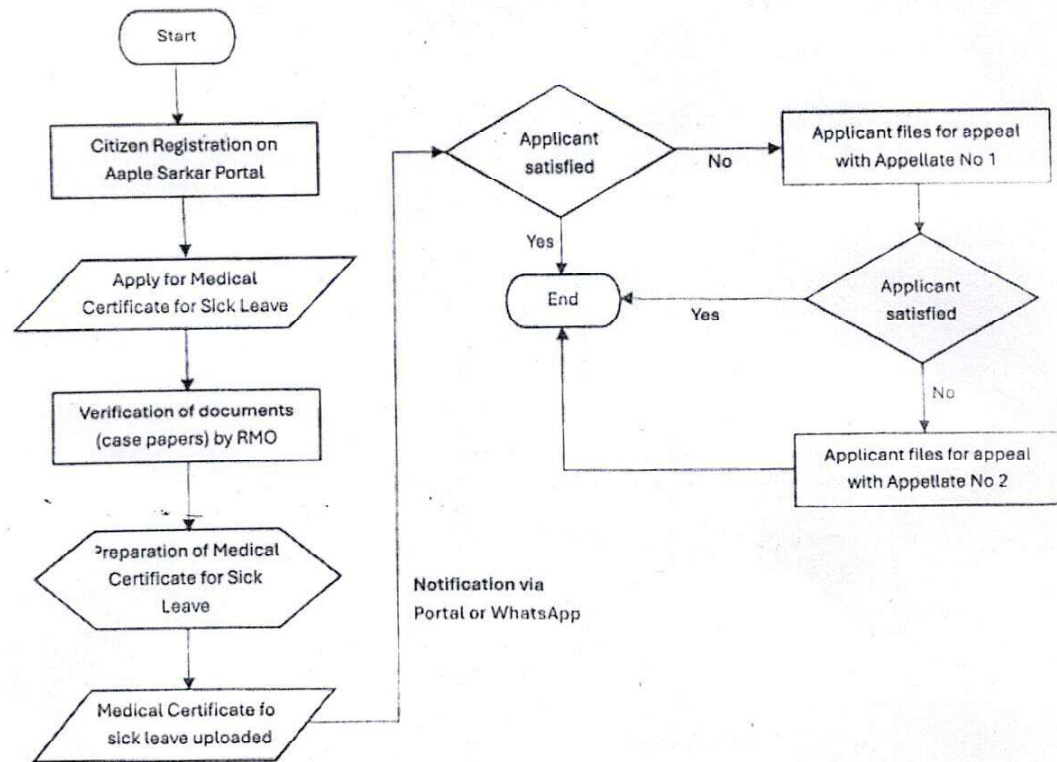 Start
Citizen Registration on
Aaple Sarkar Portal
Apply for Medical
Certificate for Sick Leave
Verification of documents
(case papers) by RMO
Preparation of Medical
Certificate for Sick
Leave
Medical Certificate fo
sick leave uploaded
Notification via
Portal or WhatsApp
Applicant
satisfied
No
Yes
End
Applicant files for appeal
with Appellate No 1
Applicant
satisfied
Yes
No
Applicant files for appeal
with Appellate No 2